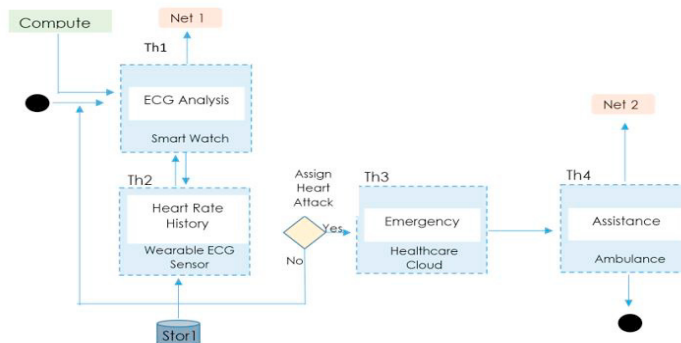 Net 1
Compute
Th1
ECG Analysis
Smart Watch
Net 2
Th2
Heart Rate
History
Wearable ECG
Sensor
Assign
Heart
Attack
Yes
No
Th3
Emergency
Healthcare
Cloud
Th4
Assistance
Ambulance
Stor1